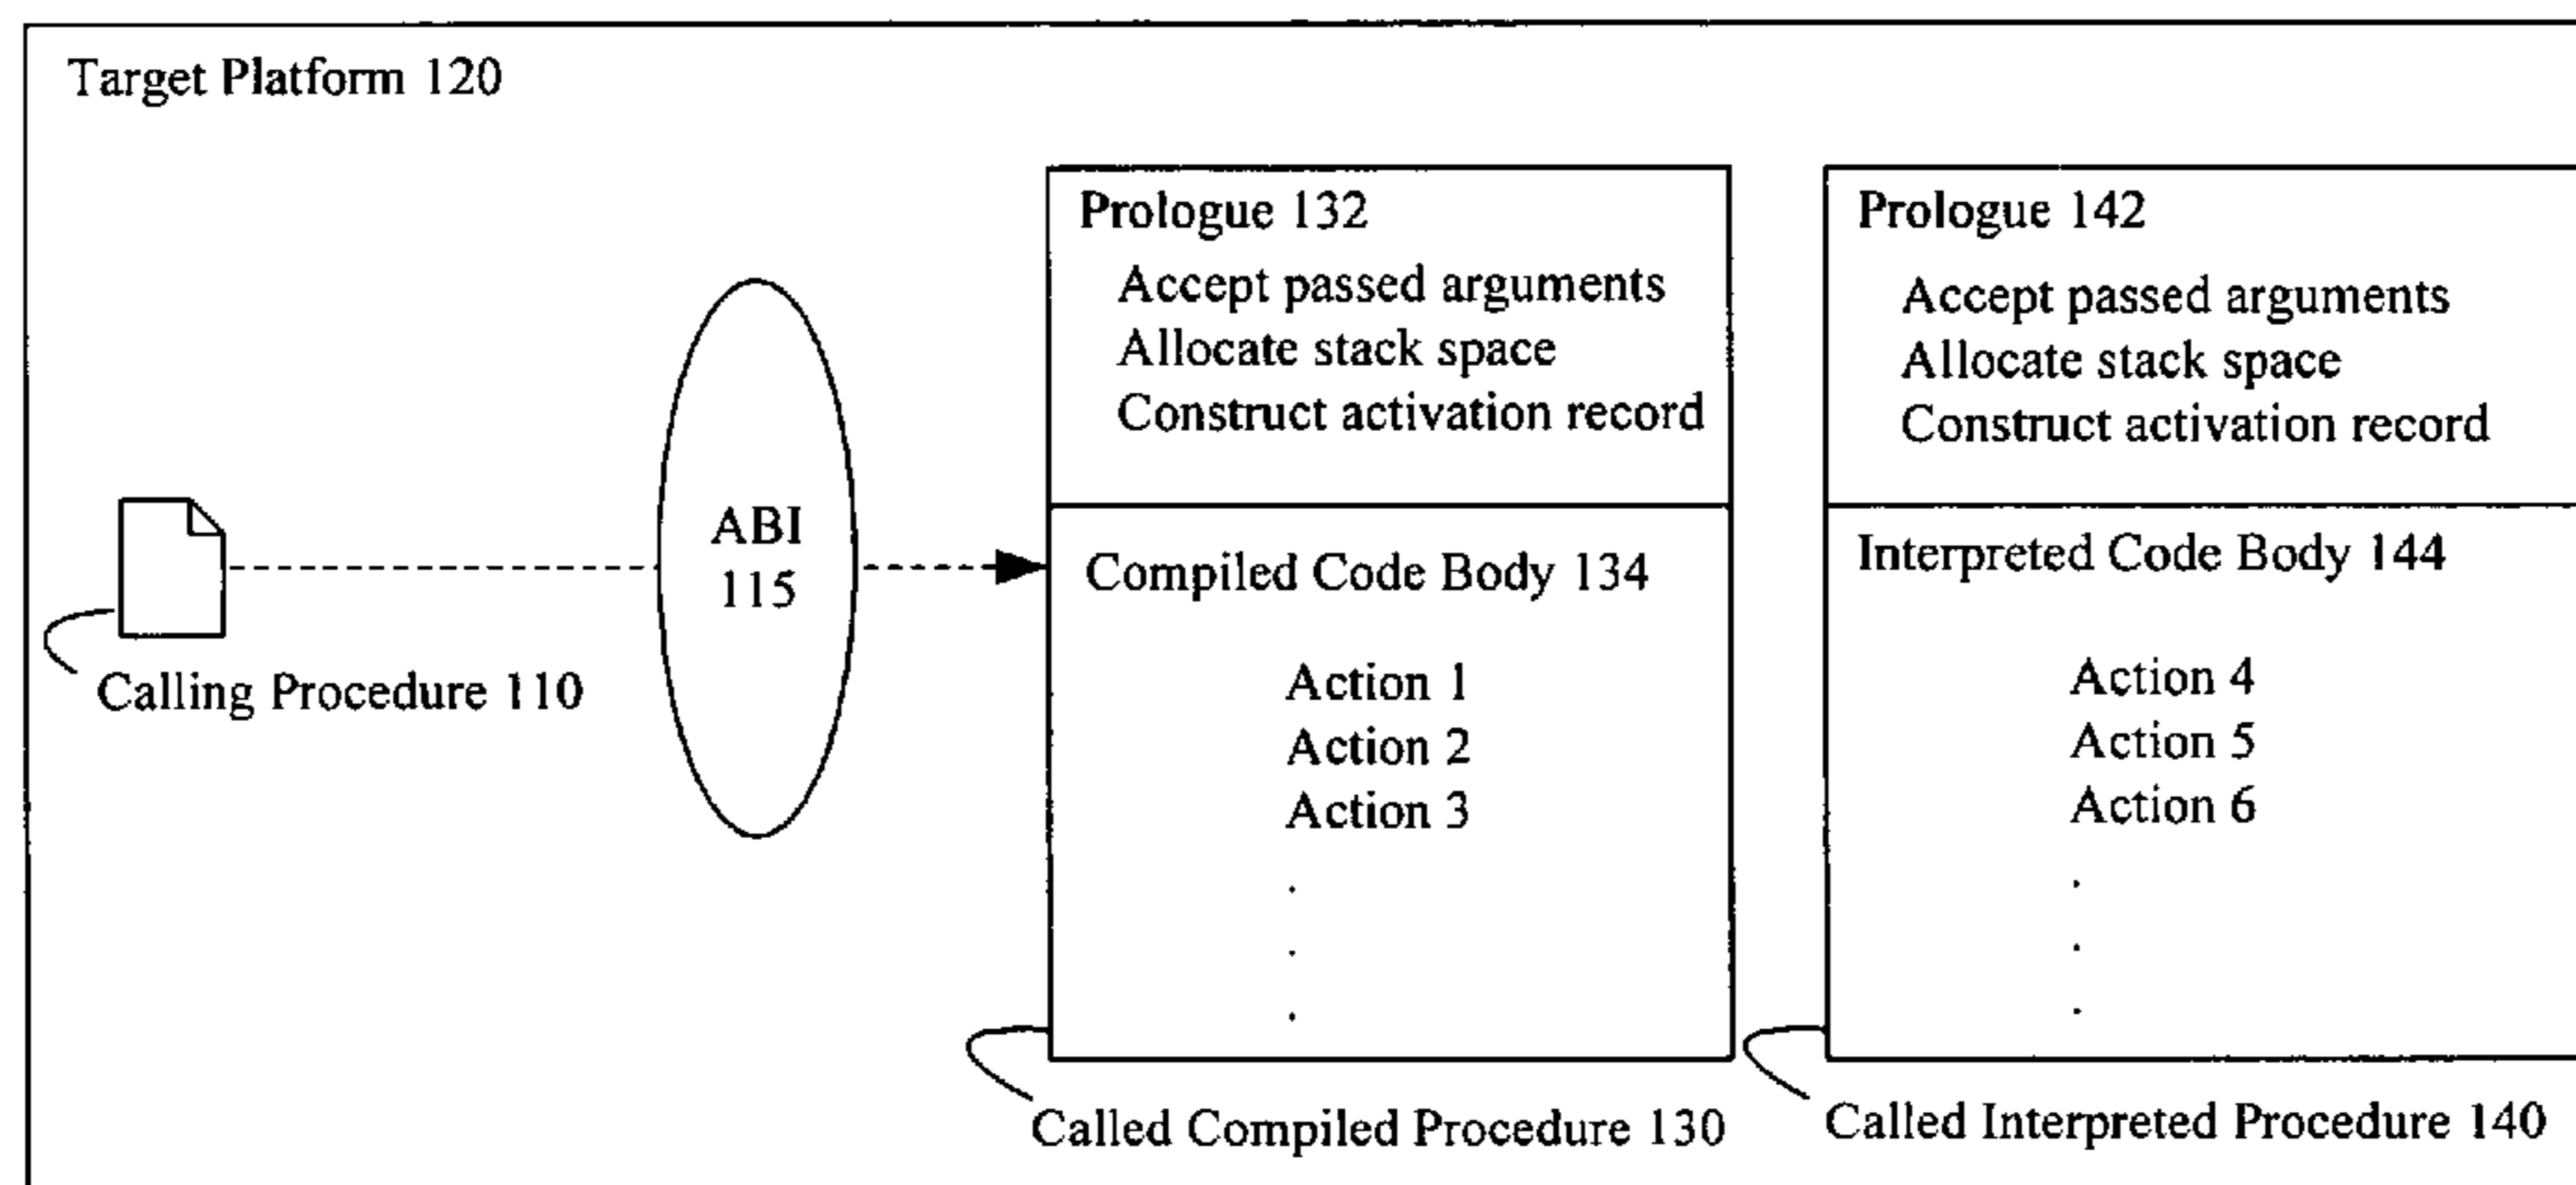 Target Platform 120
Calling Procedure 110
ABI
115
Prologue 132
Accept passed arguments
Allocate stack space
Construct activation record
Compiled Code Body 134
Action 1
Action 2
Action 3
.
.
.
Called Compiled Procedure 130
Prologue 142
Accept passed arguments
Allocate stack space
Construct activation record
Interpreted Code Body 144
Action 4
Action 5
Action 6
.
.
.
Called Interpreted Procedure 140